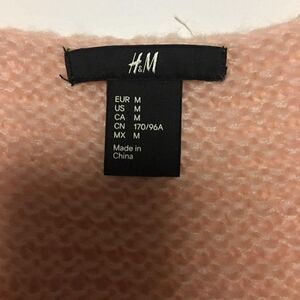 H&M
EUR M
US M
CA M
CN 170/96A
MX M
Made in
China